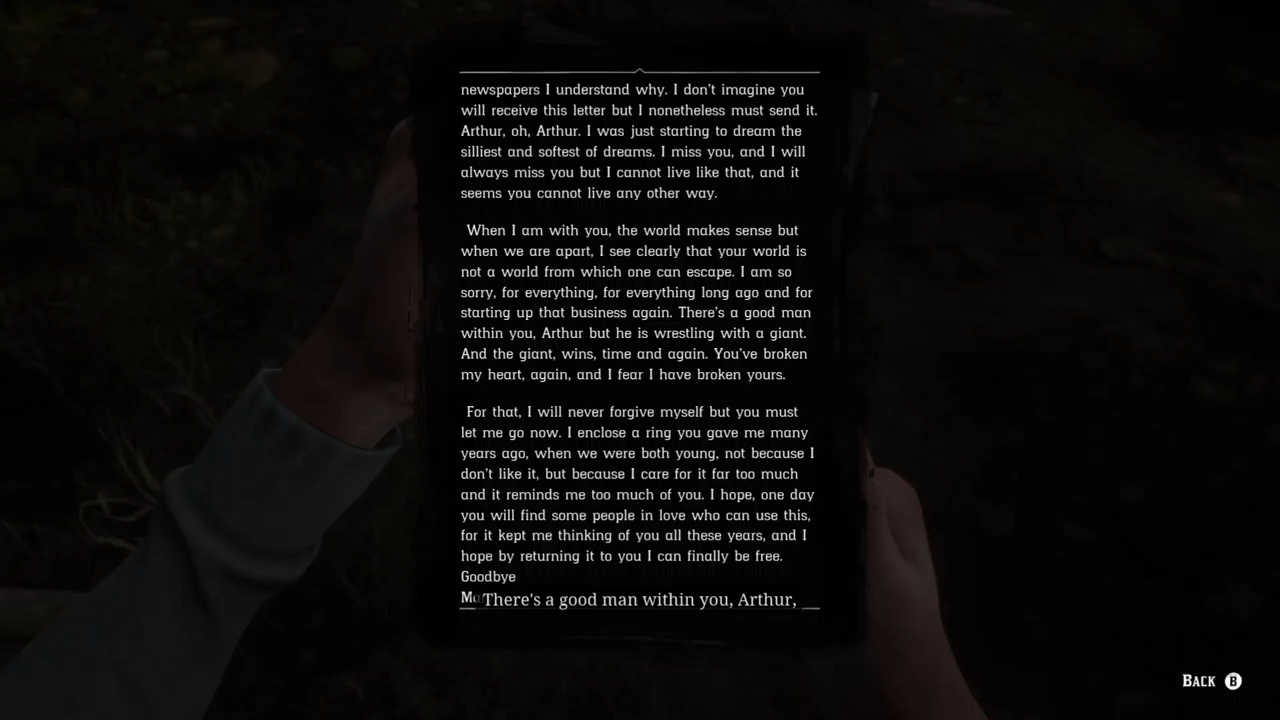 newspapers I understand why. I don't imagine you
will receive this letter but I nonetheless must send it.
Arthur, oh, Arthur. I was just starting to dream the
silliest and softest of dreams. I miss you, and I will
always miss you but I cannot live like that, and it
seems you cannot live any other way.
When I am with you, the world makes sense but
when we are apart, I see clearly that your world is
not a world from which one can escape. I am so
sorry, for everything, for everything long ago and for
starting up that business again. There's a good man
within you, Arthur but he is wrestling with a giant.
And the giant, wins, time and again. You've broken
my heart, again, and I fear I have broken yours.
For that, I will never forgive myself but you must
let me go now. I enclose a ring you gave me many
years ago, when we were both young, not because I
don't like it, but because I care for it far too much
and it reminds me too much of you. I hope, one day
you will find some people in love who can use this,
for it kept me thinking of you all these years, and I
hope by returning it to you I can finally be free.
Goodbye
There's a good man within you, Arthur,
BACK B